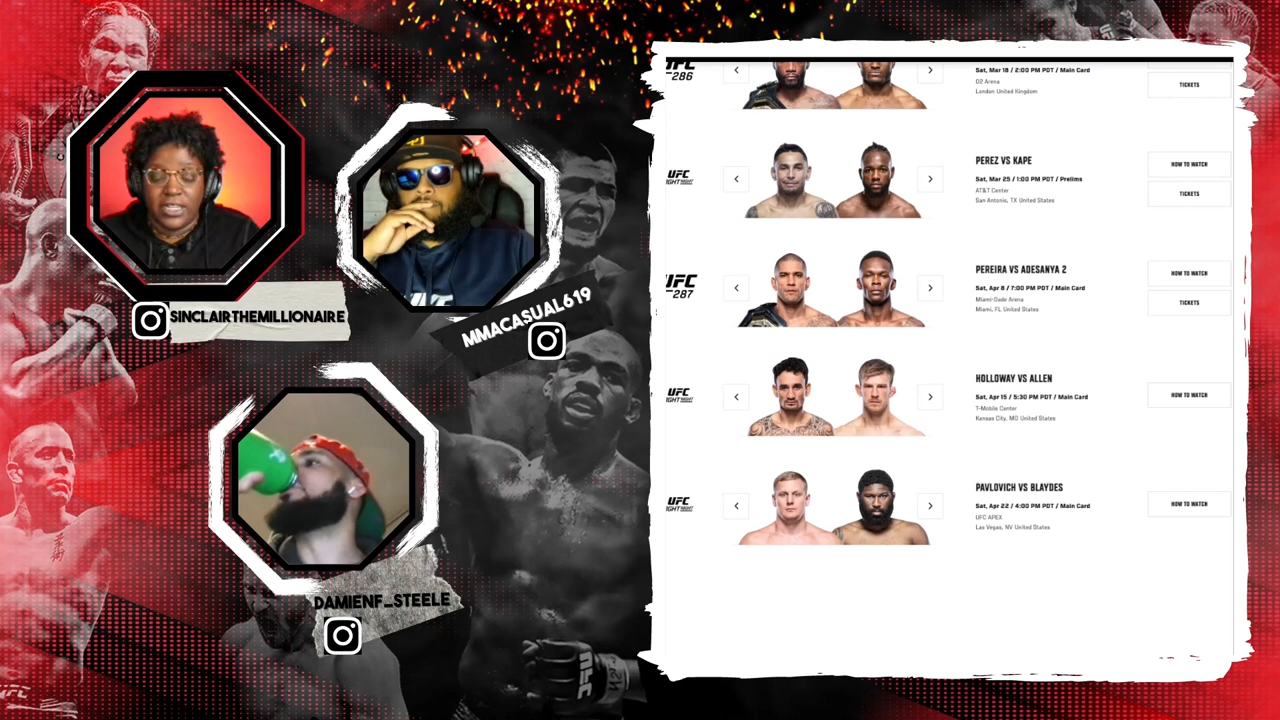 SINCLAIRTHEMILLIONAIRE
MMACASUAL619
DAMIENF_STEELE
UFC
286
Sat, Mar 18 / 2:00 PM PDT / Main Card
O2 Arena
London United Kingdom
TICKETS
UFC
PEREZ VS KAPE
Sat, Mar 25 / 1:00 PM PDT / Prelims
AT&T Center
San Antonio, TX United States
HOW TO WATCH
TICKETS
UFC
287
PEREIRA VS ADESANYA 2
Sat, Apr 8 / 7:00 PM PDT / Main Card
Miami-Dade Arena
Miami, FL United States
HOW TO WATCH
TICKETS
UFC
HOLLOWAY VS ALLEN
Sat, Apr 15 / 5:30 PM PDT / Main Card
T-Mobile Center
Kansas City, MO United States
HOW TO WATCH
UFC
PAVLOVICH VS BLAYDES
Sat, Apr 22 / 4:00 PM PDT / Main Card
UFC APEX
Las Vegas, NV United States
HOW TO WATCH
UFC